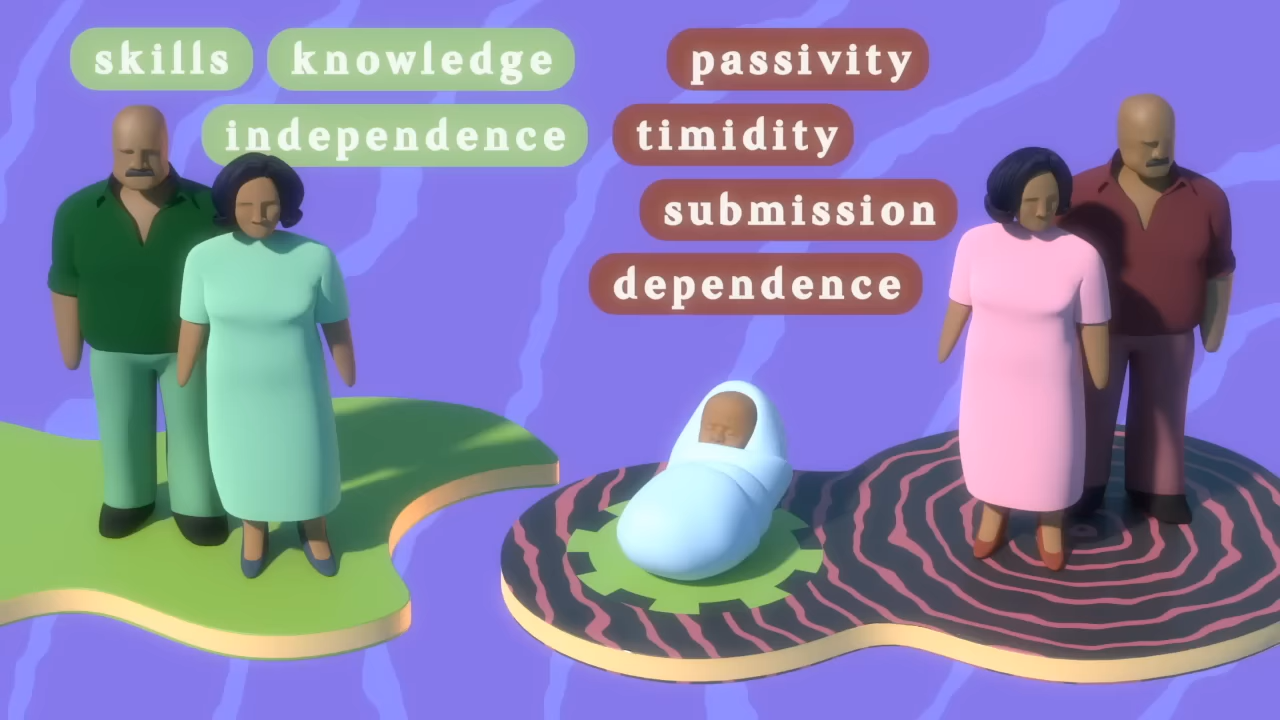 skills knowledge
independence
passivity
timidity
submission
dependence